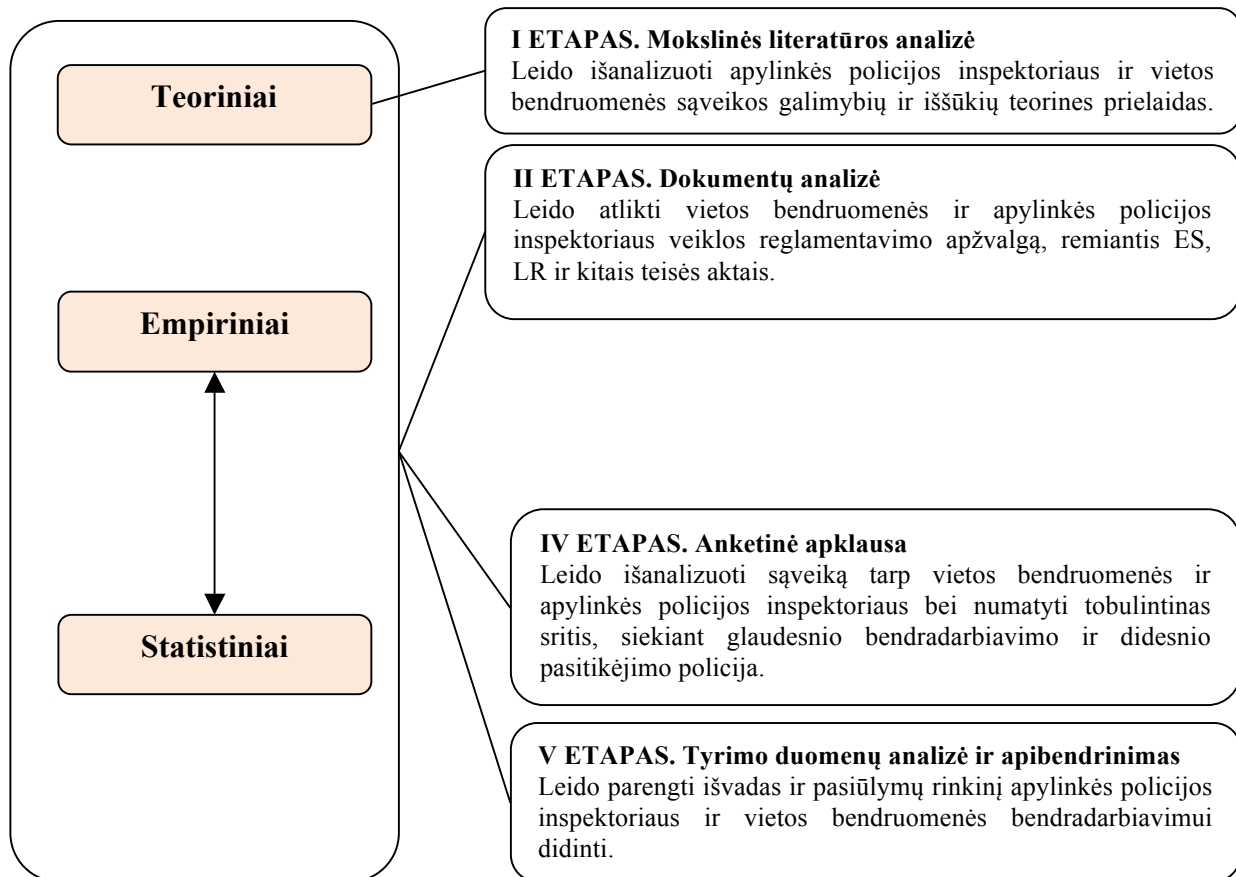 Teoriniai
Empiriniai
Statistiniai
I ETAPAS. Mokslinės literatūros analizė
Leido išanalizuoti apylinkės policijos inspektoriaus ir vietos
bendruomenės sąveikos galimybių ir iššūkių teorines prielaidas.
II ETAPAS. Dokumentų analizė
Leido atlikti vietos bendruomenės ir apylinkės policijos
inspektoriaus veiklos reglamentavimo apžvalgą, remiantis ES,
LR ir kitais teisės aktais.
IV ETAPAS. Anketinė apklausa
Leido išanalizuoti sąveiką tarp vietos bendruomenės ir
apylinkės policijos inspektoriaus bei numatyti tobulintinas
sritis, siekiant glaudesnio bendradarbiavimo ir didesnio
pasitikėjimo policija.
V ETAPAS. Tyrimo duomenų analizė ir apibendrinimas
Leido parengti išvadas ir pasiūlymų rinkinį apylinkės policijos
inspektoriaus ir vietos bendruomenės bendradarbiavimui
didinti.